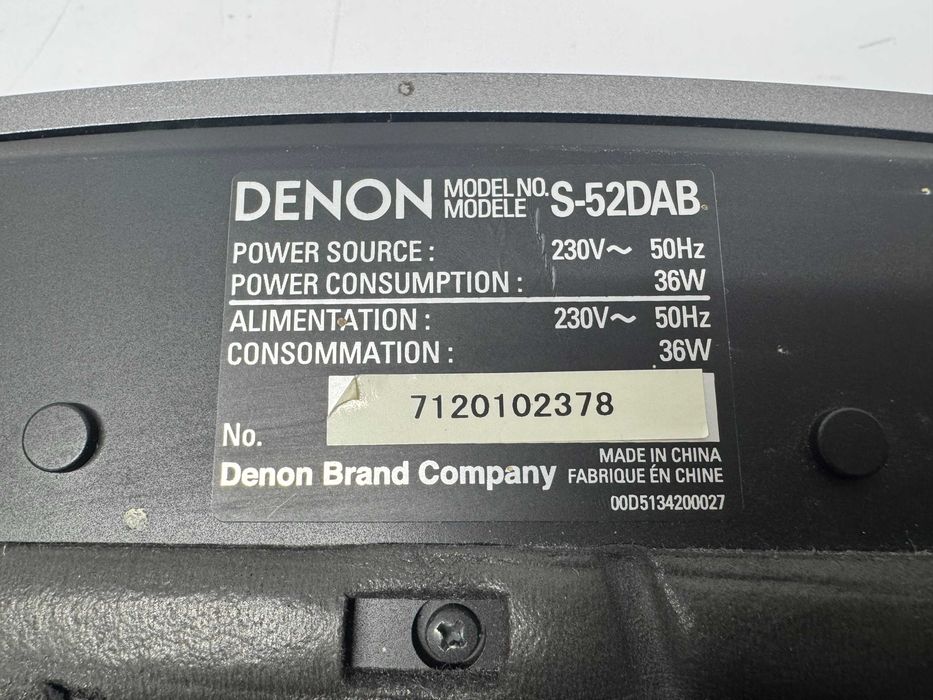 DENON MODEL NO. MODELE S-52DAB
POWER SOURCE : 230V～ 50Hz
POWER CONSUMPTION : 36W
ALIMENTATION : 230V～ 50Hz
CONSOMMATION : 36W
7120102378
No.
Denon Brand Company
MADE IN CHINA
FABRIQUE ÉN CHINE
00D5134200027